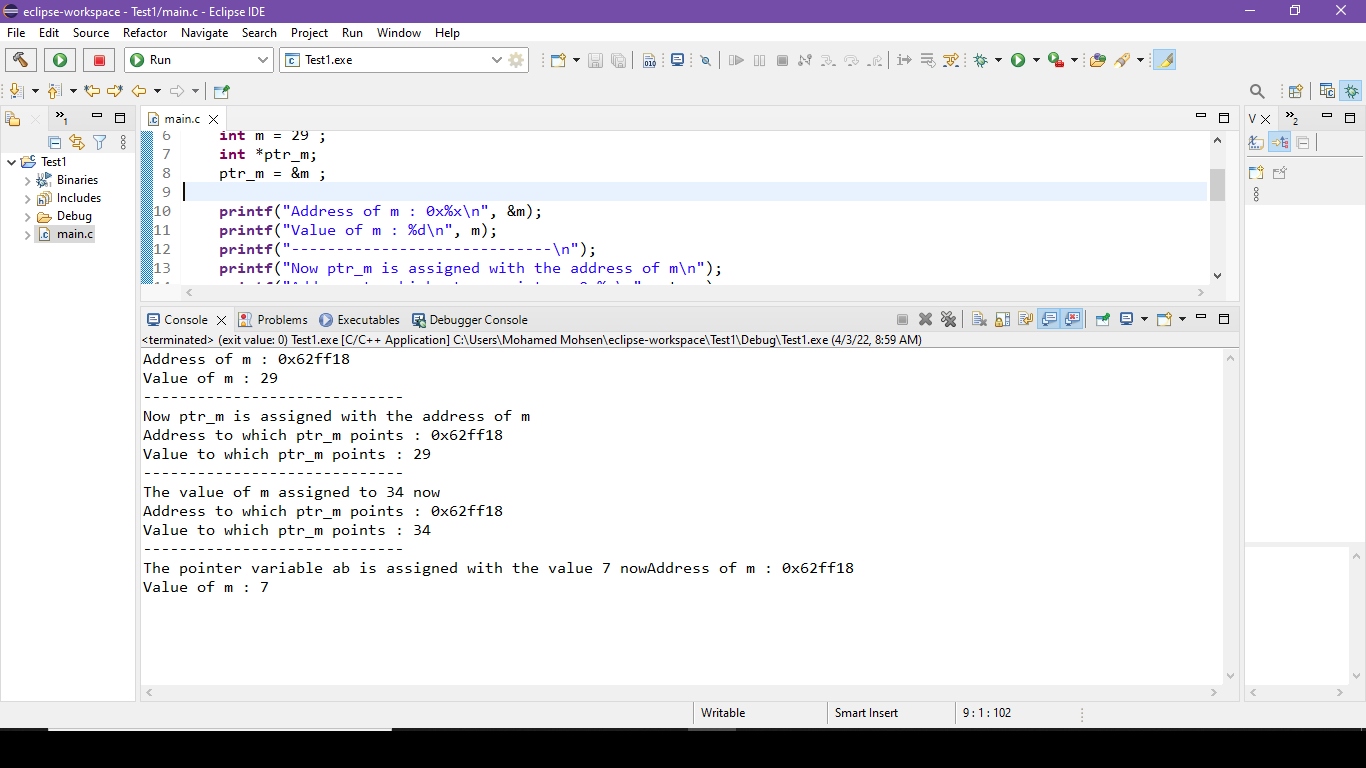 eclipse-workspace - Test1/main.c - Eclipse IDE
File Edit Source Refactor Navigate Search Project Run Window Help
Run
Test1.exe
010
»1
main.c
V
»2
Test1
Binaries
Includes
Debug
main.c
6 int m = 29 ;
7 int *ptr_m;
8 ptr_m = &m ;
9
10 printf("Address of m : 0x%x\n", &m);
11 printf("Value of m : %d\n", m);
12 printf("-----------------------------\n");
13 printf("Now ptr_m is assigned with the address of m\n");
Console Problems Executables Debugger Console
<terminated> (exit value: 0) Test1.exe [C/C++ Application] C:\Users\Mohamed Mohsen\eclipse-workspace\Test1\Debug\Test1.exe (4/3/22, 8:59 AM)
Address of m : 0x62ff18
Value of m : 29
-----------------------------
Now ptr_m is assigned with the address of m
Address to which ptr_m points : 0x62ff18
Value to which ptr_m points : 29
-----------------------------
The value of m assigned to 34 now
Address to which ptr_m points : 0x62ff18
Value to which ptr_m points : 34
-----------------------------
The pointer variable ab is assigned with the value 7 nowAddress of m : 0x62ff18
Value of m : 7
Writable
Smart Insert
9 : 1 : 102